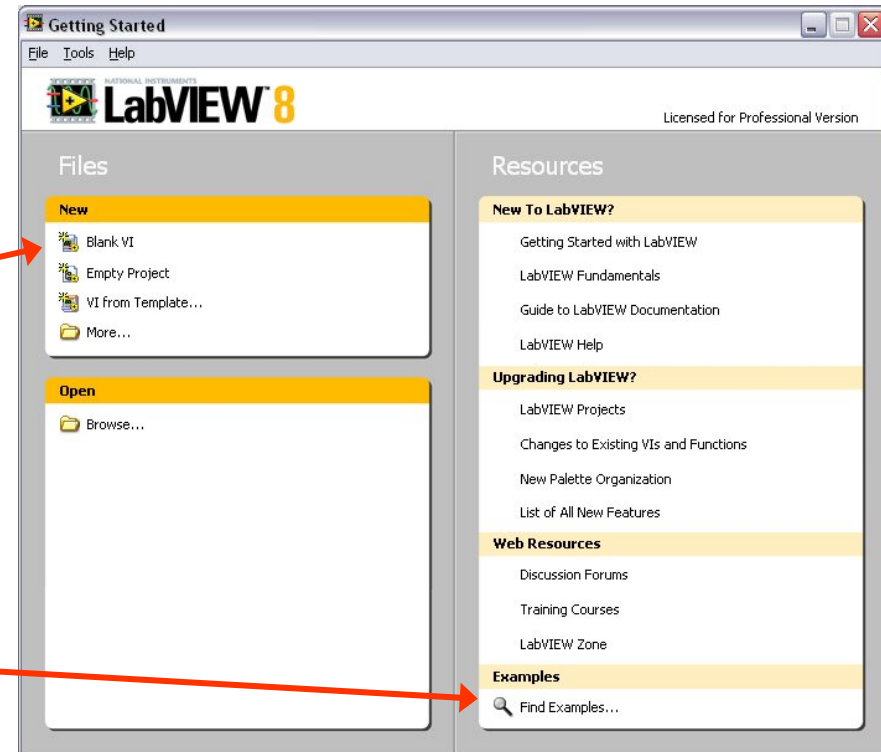 Getting Started
File Tools Help
NATIONAL INSTRUMENTS
LabVIEW™ 8
Licensed for Professional Version
Files
New
Blank VI
Empty Project
VI from Template...
More...
Open
Browse...
Resources
New To LabVIEW?
Getting Started with LabVIEW
LabVIEW Fundamentals
Guide to LabVIEW Documentation
LabVIEW Help
Upgrading LabVIEW?
LabVIEW Projects
Changes to Existing VIs and Functions
New Palette Organization
List of All New Features
Web Resources
Discussion Forums
Training Courses
LabVIEW Zone
Examples
Find Examples...